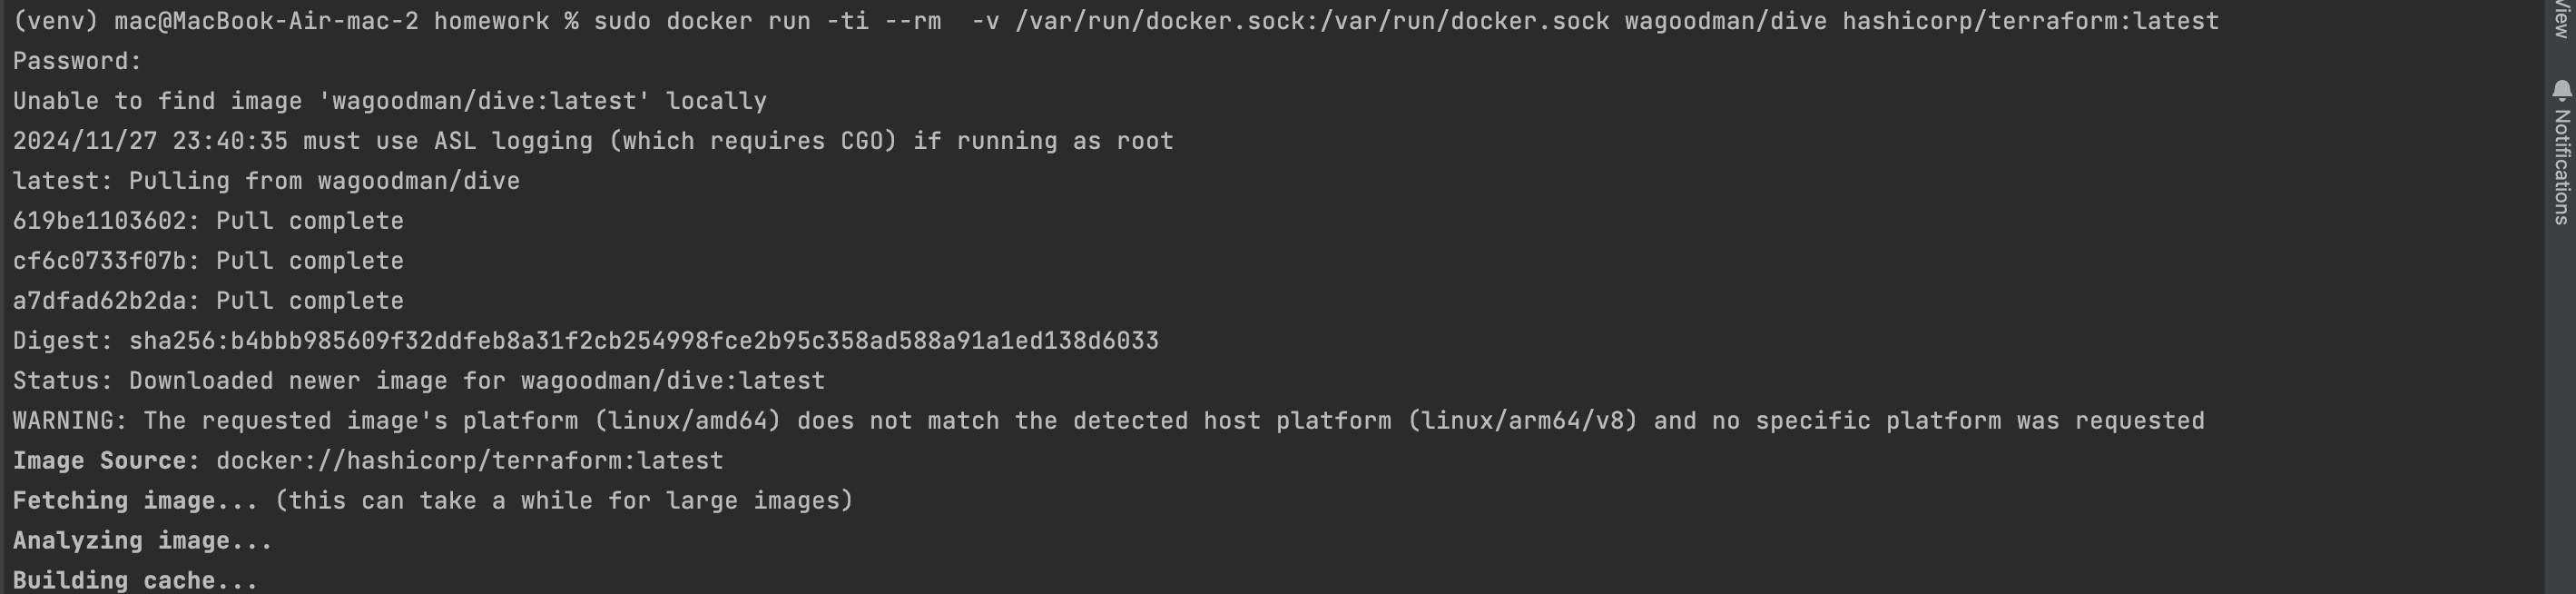 (venv) mac@MacBook-Air-mac-2 homework % sudo docker run -ti --rm  -v /var/run/docker.sock:/var/run/docker.sock wagoodman/dive hashicorp/terraform:latest
Password:
Unable to find image 'wagoodman/dive:latest' locally
2024/11/27 23:40:35 must use ASL logging (which requires CGO) if running as root
latest: Pulling from wagoodman/dive
619be1103602: Pull complete
cf6c0733f07b: Pull complete
a7dfad62b2da: Pull complete
Digest: sha256:b4bbb985609f32ddfeb8a31f2cb254998fce2b95c358ad588a91a1ed138d6033
Status: Downloaded newer image for wagoodman/dive:latest
WARNING: The requested image's platform (linux/amd64) does not match the detected host platform (linux/arm64/v8) and no specific platform was requested
Image Source: docker://hashicorp/terraform:latest
Fetching image... (this can take a while for large images)
Analyzing image...
Building cache...
View
Notifications